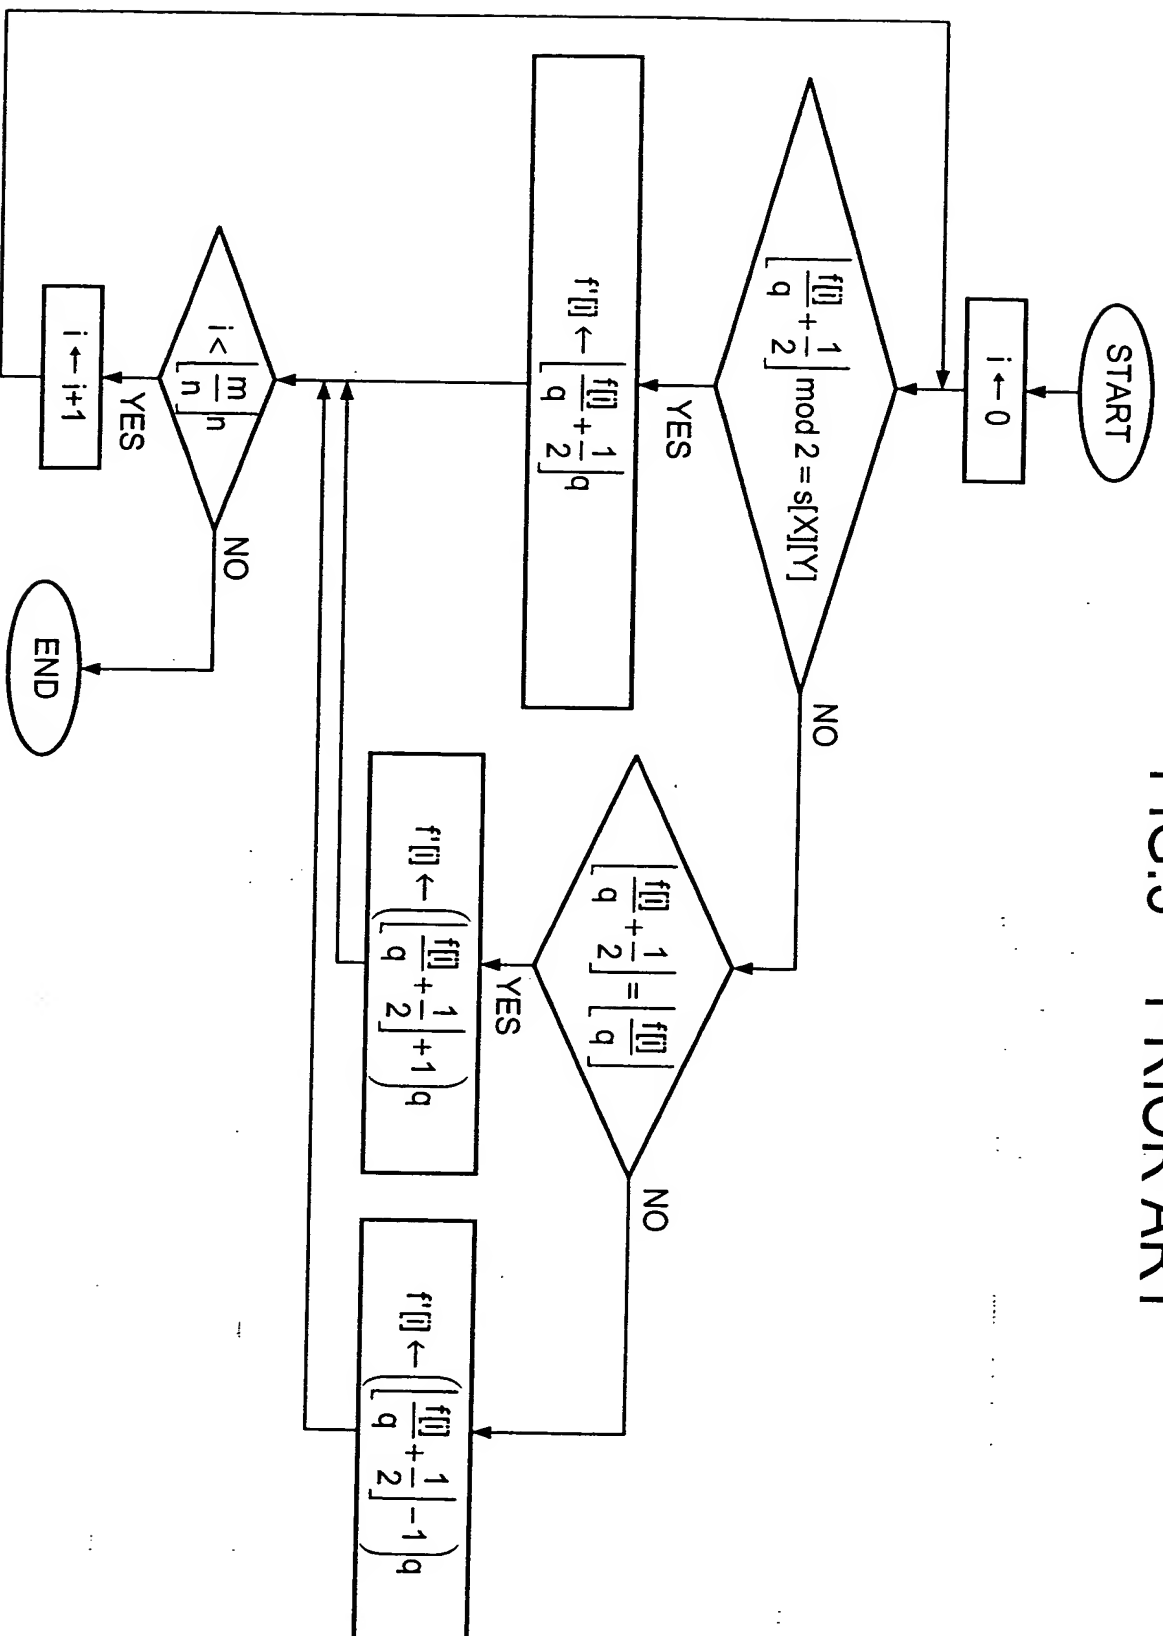 FIG.3 PRIOR ART
START
i ← 0
⌊f[i]/q + 1/2⌋ mod 2 = s[X][Y]
YES
NO
f'[i] ← ⌊f[i]/q + 1/2⌋q
⌊f[i]/q + 1/2⌋ = ⌊f[i]/q⌋
YES
NO
f'[i] ← (⌊f[i]/q + 1/2⌋ + 1)q
f'[i] ← (⌊f[i]/q + 1/2⌋ − 1)q
i < ⌊m/n⌋n
YES
NO
i ← i+1
END